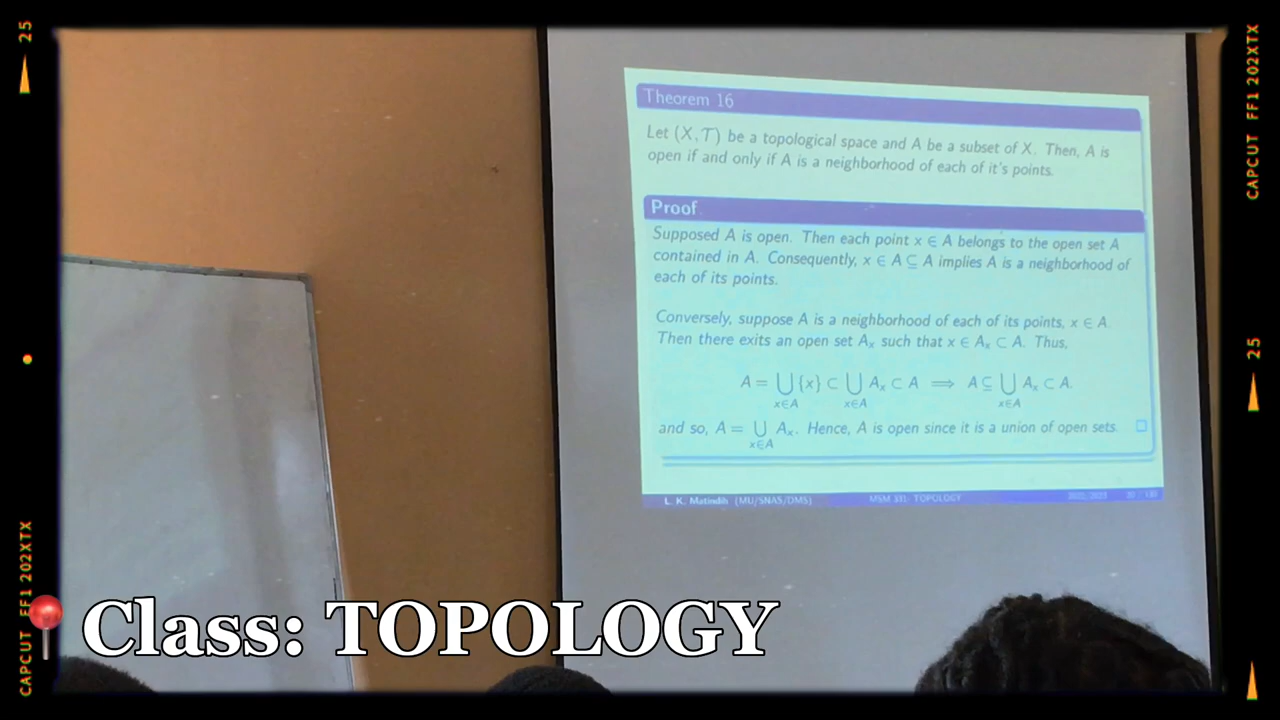 25
CAPCUT FF1 202XTX
Theorem 16
Let (X, T) be a topological space and A be a subset of X. Then, A is
open if and only if A is a neighborhood of each of it's points.
Proof
Supposed A is open. Then each point x ∈ A belongs to the open set A
contained in A. Consequently, x ∈ A ⊆ A implies A is a neighborhood of
each of its points.
Conversely, suppose A is a neighborhood of each of its points, x ∈ A.
Then there exits an open set Aₓ such that x ∈ Aₓ ⊂ A. Thus,
A = ⋃ {x} ⊂ ⋃ Aₓ ⊂ A ⟹ A ⊆ ⋃ Aₓ ⊂ A.
x∈A x∈A x∈A
and so, A = ⋃ Aₓ. Hence, A is open since it is a union of open sets.
x∈A
L. K. Matindih (MU/SNAS/DMS) MSM 331: TOPOLOGY
25
CAPCUT FF1 202XTX
📍 Class: TOPOLOGY